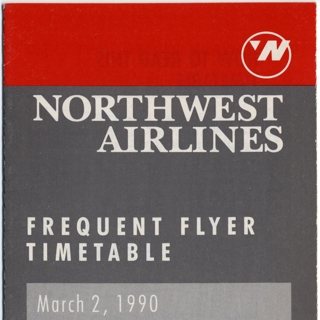 NORTHWEST
AIRLINES
FREQUENT FLYER
TIMETABLE
March 2, 1990